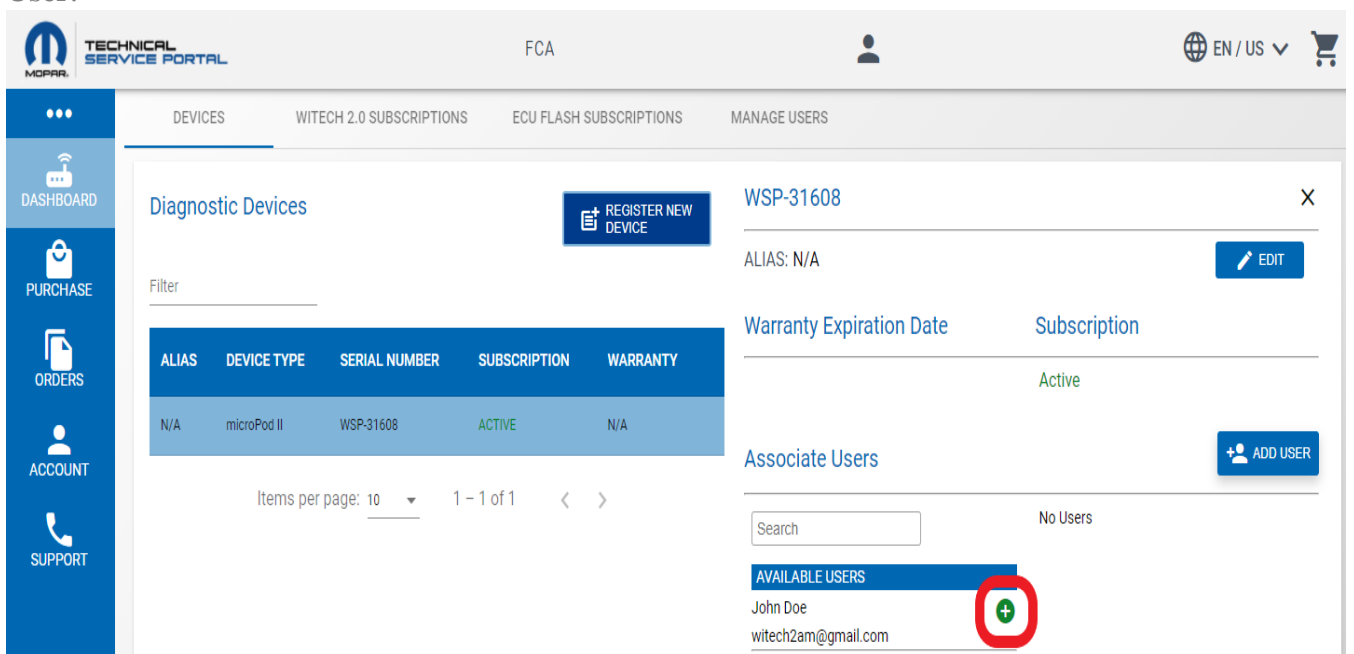 User.
MOPAR.
TECHNICAL
SERVICE PORTAL
FCA
EN / US
DASHBOARD
PURCHASE
ORDERS
ACCOUNT
SUPPORT
DEVICES
WITECH 2.0 SUBSCRIPTIONS
ECU FLASH SUBSCRIPTIONS
MANAGE USERS
Diagnostic Devices
REGISTER NEW
DEVICE
Filter
ALIAS DEVICE TYPE SERIAL NUMBER SUBSCRIPTION WARRANTY
N/A microPod II WSP-31608 ACTIVE N/A
Items per page: 10 1 – 1 of 1
WSP-31608 X
ALIAS: N/A
EDIT
Warranty Expiration Date Subscription
Active
Associate Users
ADD USER
Search
No Users
AVAILABLE USERS
John Doe
witech2am@gmail.com